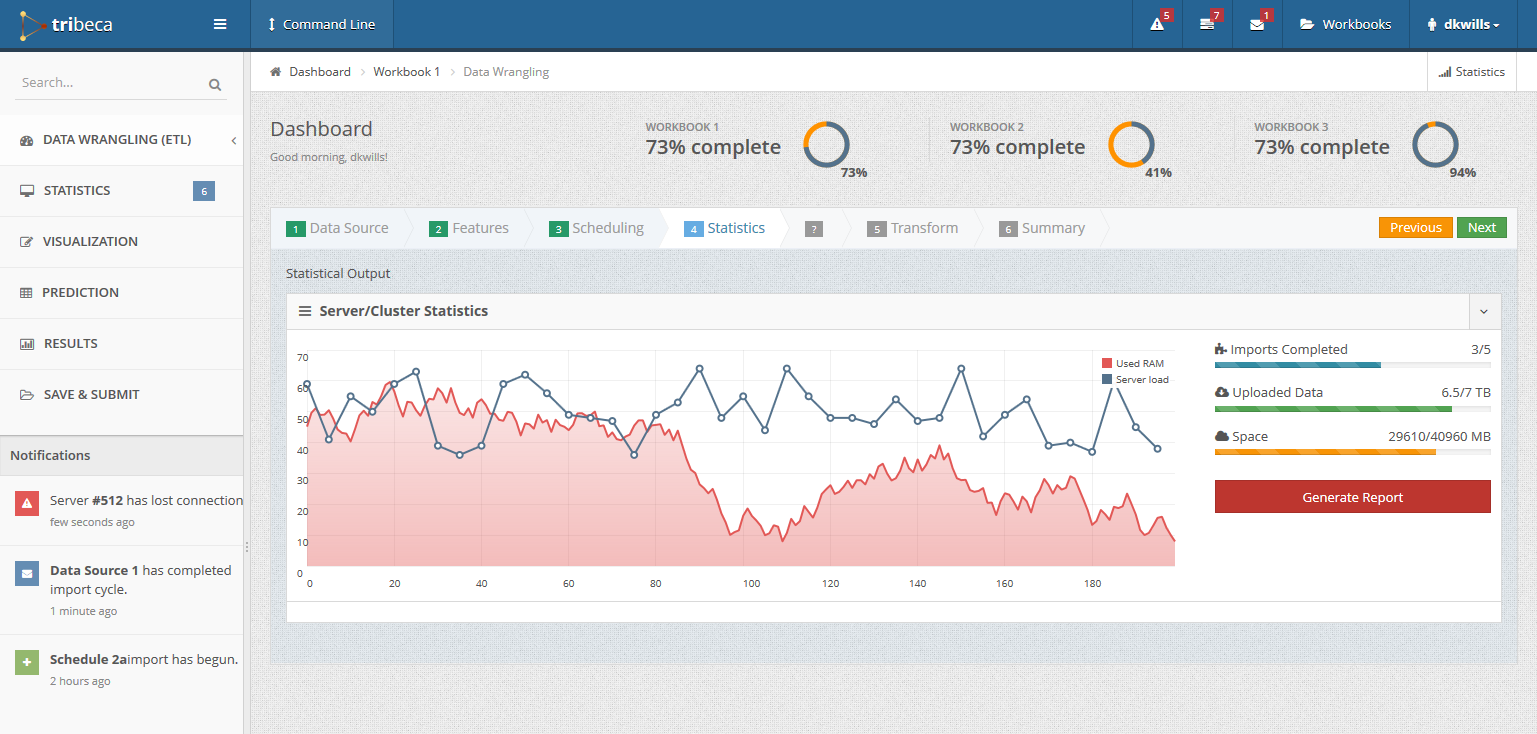 tribeca
Command Line
5
7
1
Workbooks
dkwills
Search...
DATA WRANGLING (ETL)
STATISTICS
6
VISUALIZATION
PREDICTION
RESULTS
SAVE & SUBMIT
Notifications
Server #512 has lost connection
few seconds ago
Data Source 1 has completed
import cycle.
1 minute ago
Schedule 2aimport has begun.
2 hours ago
Dashboard
Workbook 1
Data Wrangling
Statistics
Dashboard
Good morning, dkwills!
WORKBOOK 1
73% complete
73%
WORKBOOK 2
73% complete
41%
WORKBOOK 3
73% complete
94%
1 Data Source
2 Features
3 Scheduling
4 Statistics
?
5 Transform
6 Summary
Previous
Next
Statistical Output
Server/Cluster Statistics
70
60
50
40
30
20
10
0
0
20
40
60
80
100
120
140
160
180
Used RAM
Server load
Imports Completed 3/5
Uploaded Data 6.5/7 TB
Space 29610/40960 MB
Generate Report